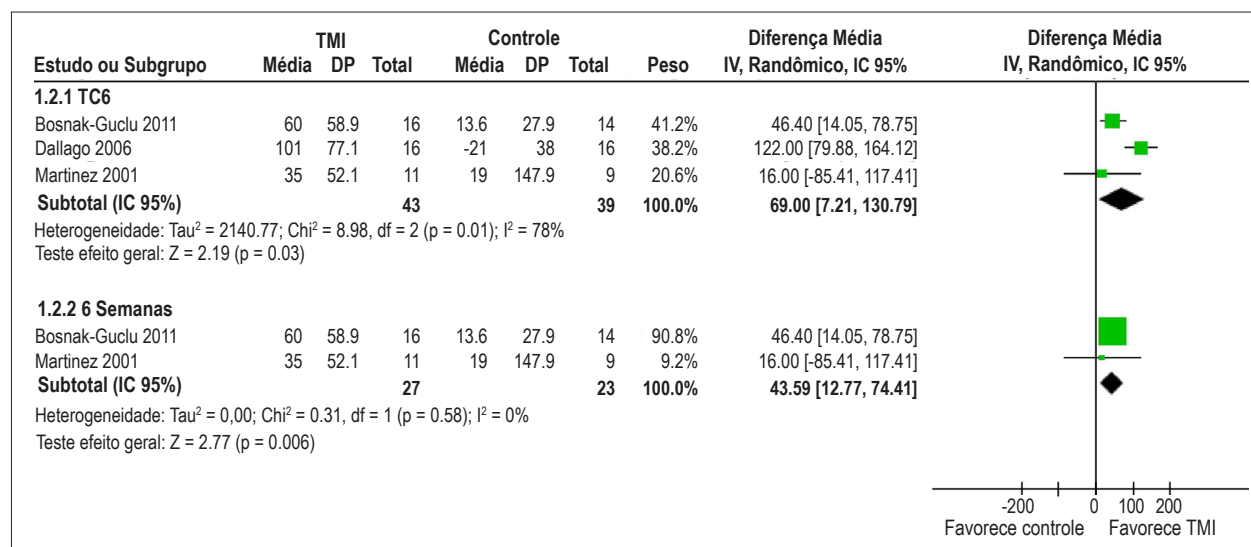 TMI Controle Diferença Média Diferença Média
Estudo ou Subgrupo Média DP Total Média DP Total Peso IV, Randômico, IC 95% IV, Randômico, IC 95%
1.2.1 TC6
Bosnak-Guclu 2011 60 58.9 16 13.6 27.9 14 41.2% 46.40 [14.05, 78.75]
Dallago 2006 101 77.1 16 -21 38 16 38.2% 122.00 [79.88, 164.12]
Martinez 2001 35 52.1 11 19 147.9 9 20.6% 16.00 [-85.41, 117.41]
Subtotal (IC 95%) 43 39 100.0% 69.00 [7.21, 130.79]
Heterogeneidade: Tau² = 2140.77; Chi² = 8.98, df = 2 (p = 0.01); I² = 78%
Teste efeito geral: Z = 2.19 (p = 0.03)
1.2.2 6 Semanas
Bosnak-Guclu 2011 60 58.9 16 13.6 27.9 14 90.8% 46.40 [14.05, 78.75]
Martinez 2001 35 52.1 11 19 147.9 9 9.2% 16.00 [-85.41, 117.41]
Subtotal (IC 95%) 27 23 100.0% 43.59 [12.77, 74.41]
Heterogeneidade: Tau² = 0,00; Chi² = 0.31, df = 1 (p = 0.58); I² = 0%
Teste efeito geral: Z = 2.77 (p = 0.006)
-200 0 100 200
Favorece controle Favorece TMI